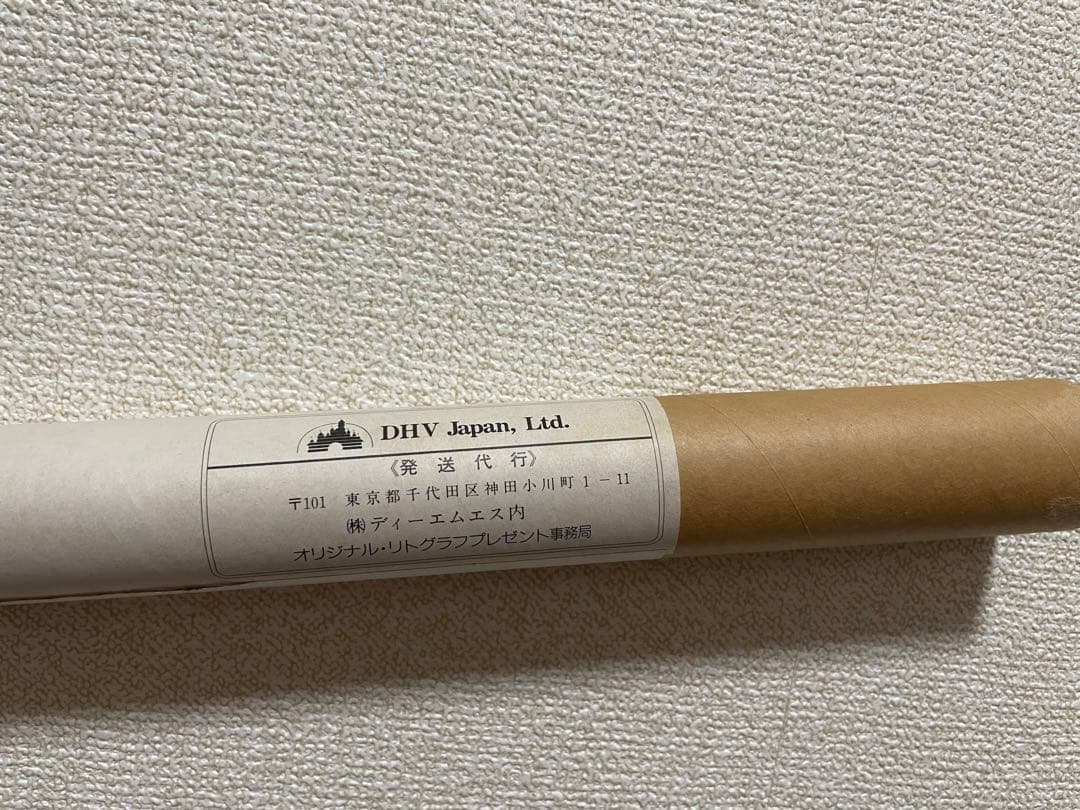 DHV Japan, Ltd.
《発送代行》
〒101 東京都千代田区神田小川町1-11
㈱ディーエムエス内
オリジナル・リトグラフプレゼント事務局